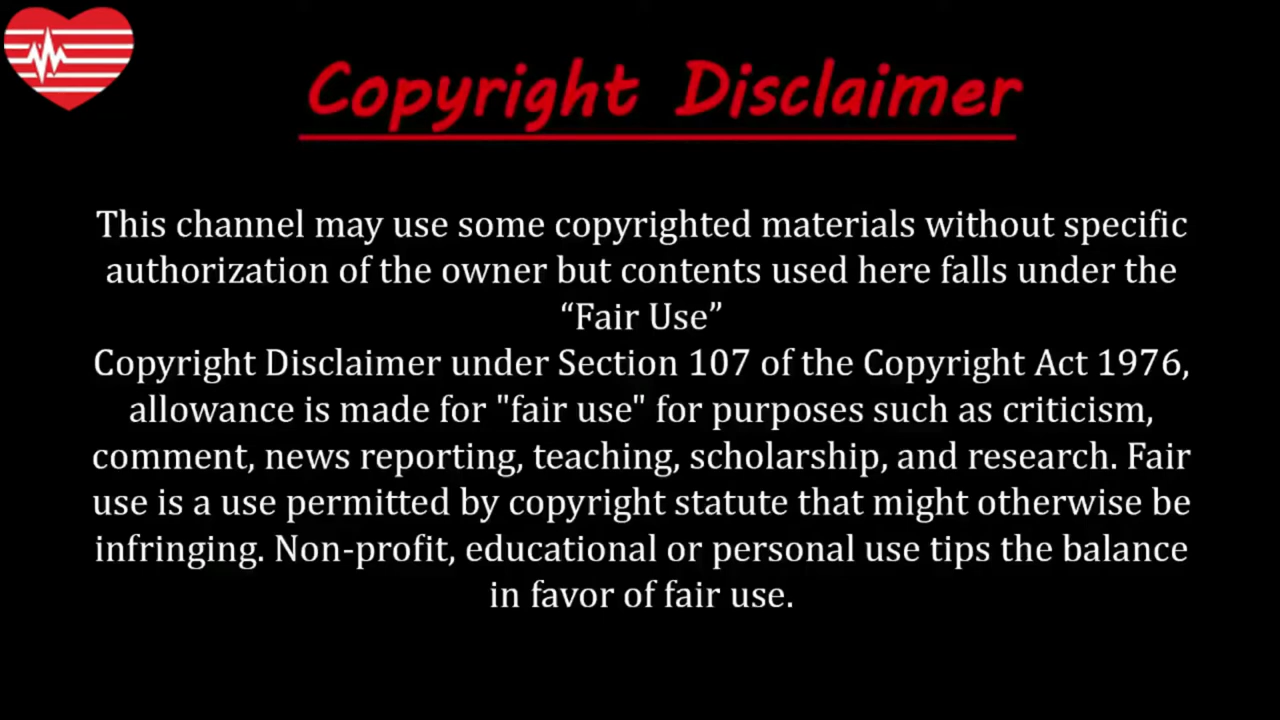 Copyright Disclaimer
This channel may use some copyrighted materials without specific
authorization of the owner but contents used here falls under the
“Fair Use”
Copyright Disclaimer under Section 107 of the Copyright Act 1976,
allowance is made for "fair use" for purposes such as criticism,
comment, news reporting, teaching, scholarship, and research. Fair
use is a use permitted by copyright statute that might otherwise be
infringing. Non-profit, educational or personal use tips the balance
in favor of fair use.